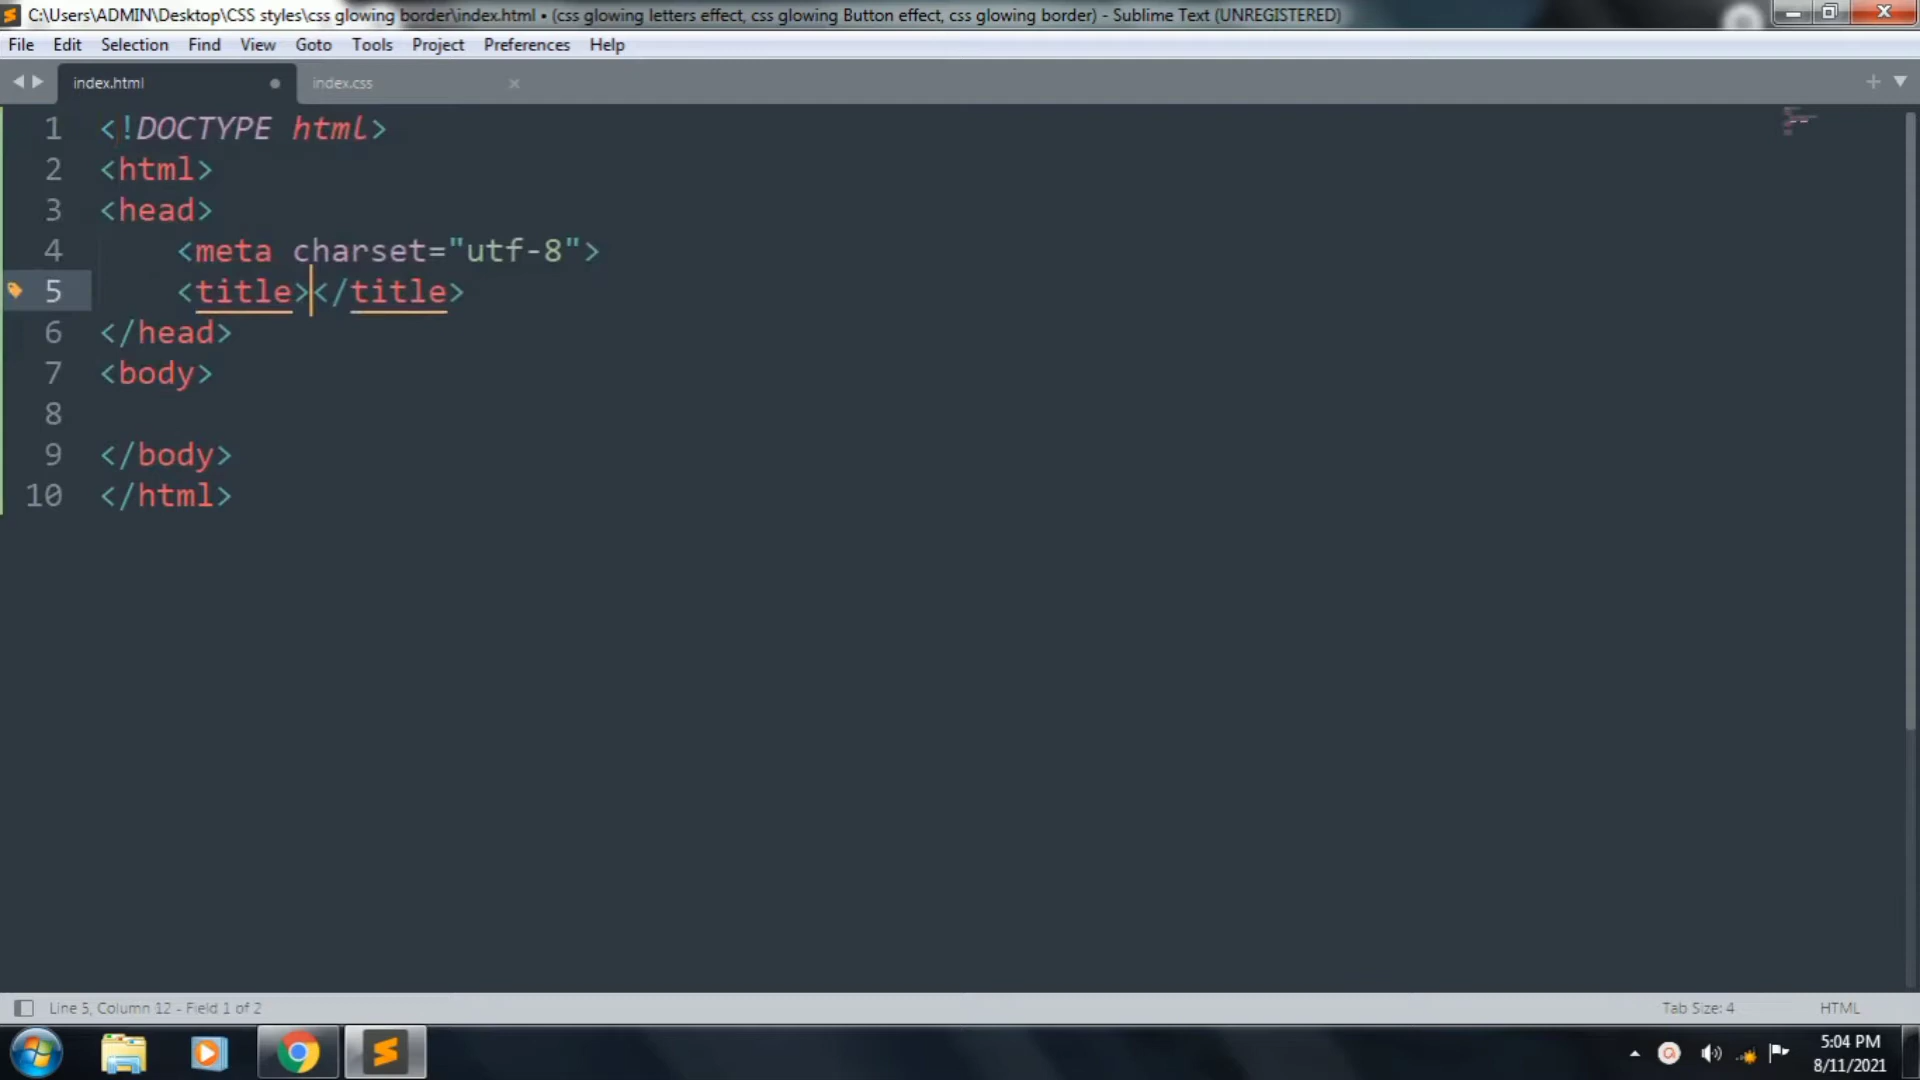 C:\Users\ADMIN\Desktop\CSS styles\css glowing border\index.html • (css glowing letters effect, css glowing Button effect, css glowing border) - Sublime Text (UNREGISTERED)
File Edit Selection Find View Goto Tools Project Preferences Help
index.html index.css
1 <!DOCTYPE html>
2 <html>
3 <head>
4 <meta charset="utf-8">
5 <title></title>
6 </head>
7 <body>
8
9 </body>
10 </html>
Line 5, Column 12 - Field 1 of 2 Tab Size: 4 HTML
5:04 PM
8/11/2021